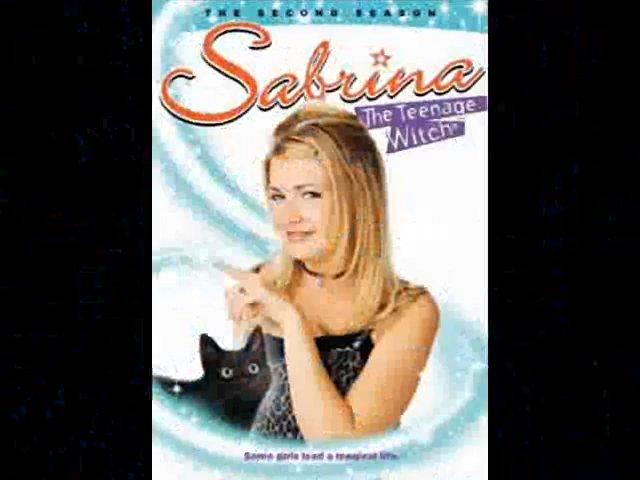 THE SECOND SEASON
Sabrina
The Teenage
Witch
Some girls lead a magical life.